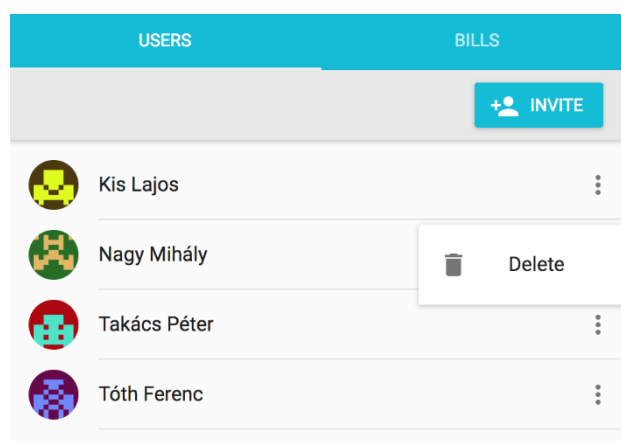 USERS
BILLS
INVITE
Kis Lajos
Nagy Mihály
Delete
Takács Péter
Tóth Ferenc